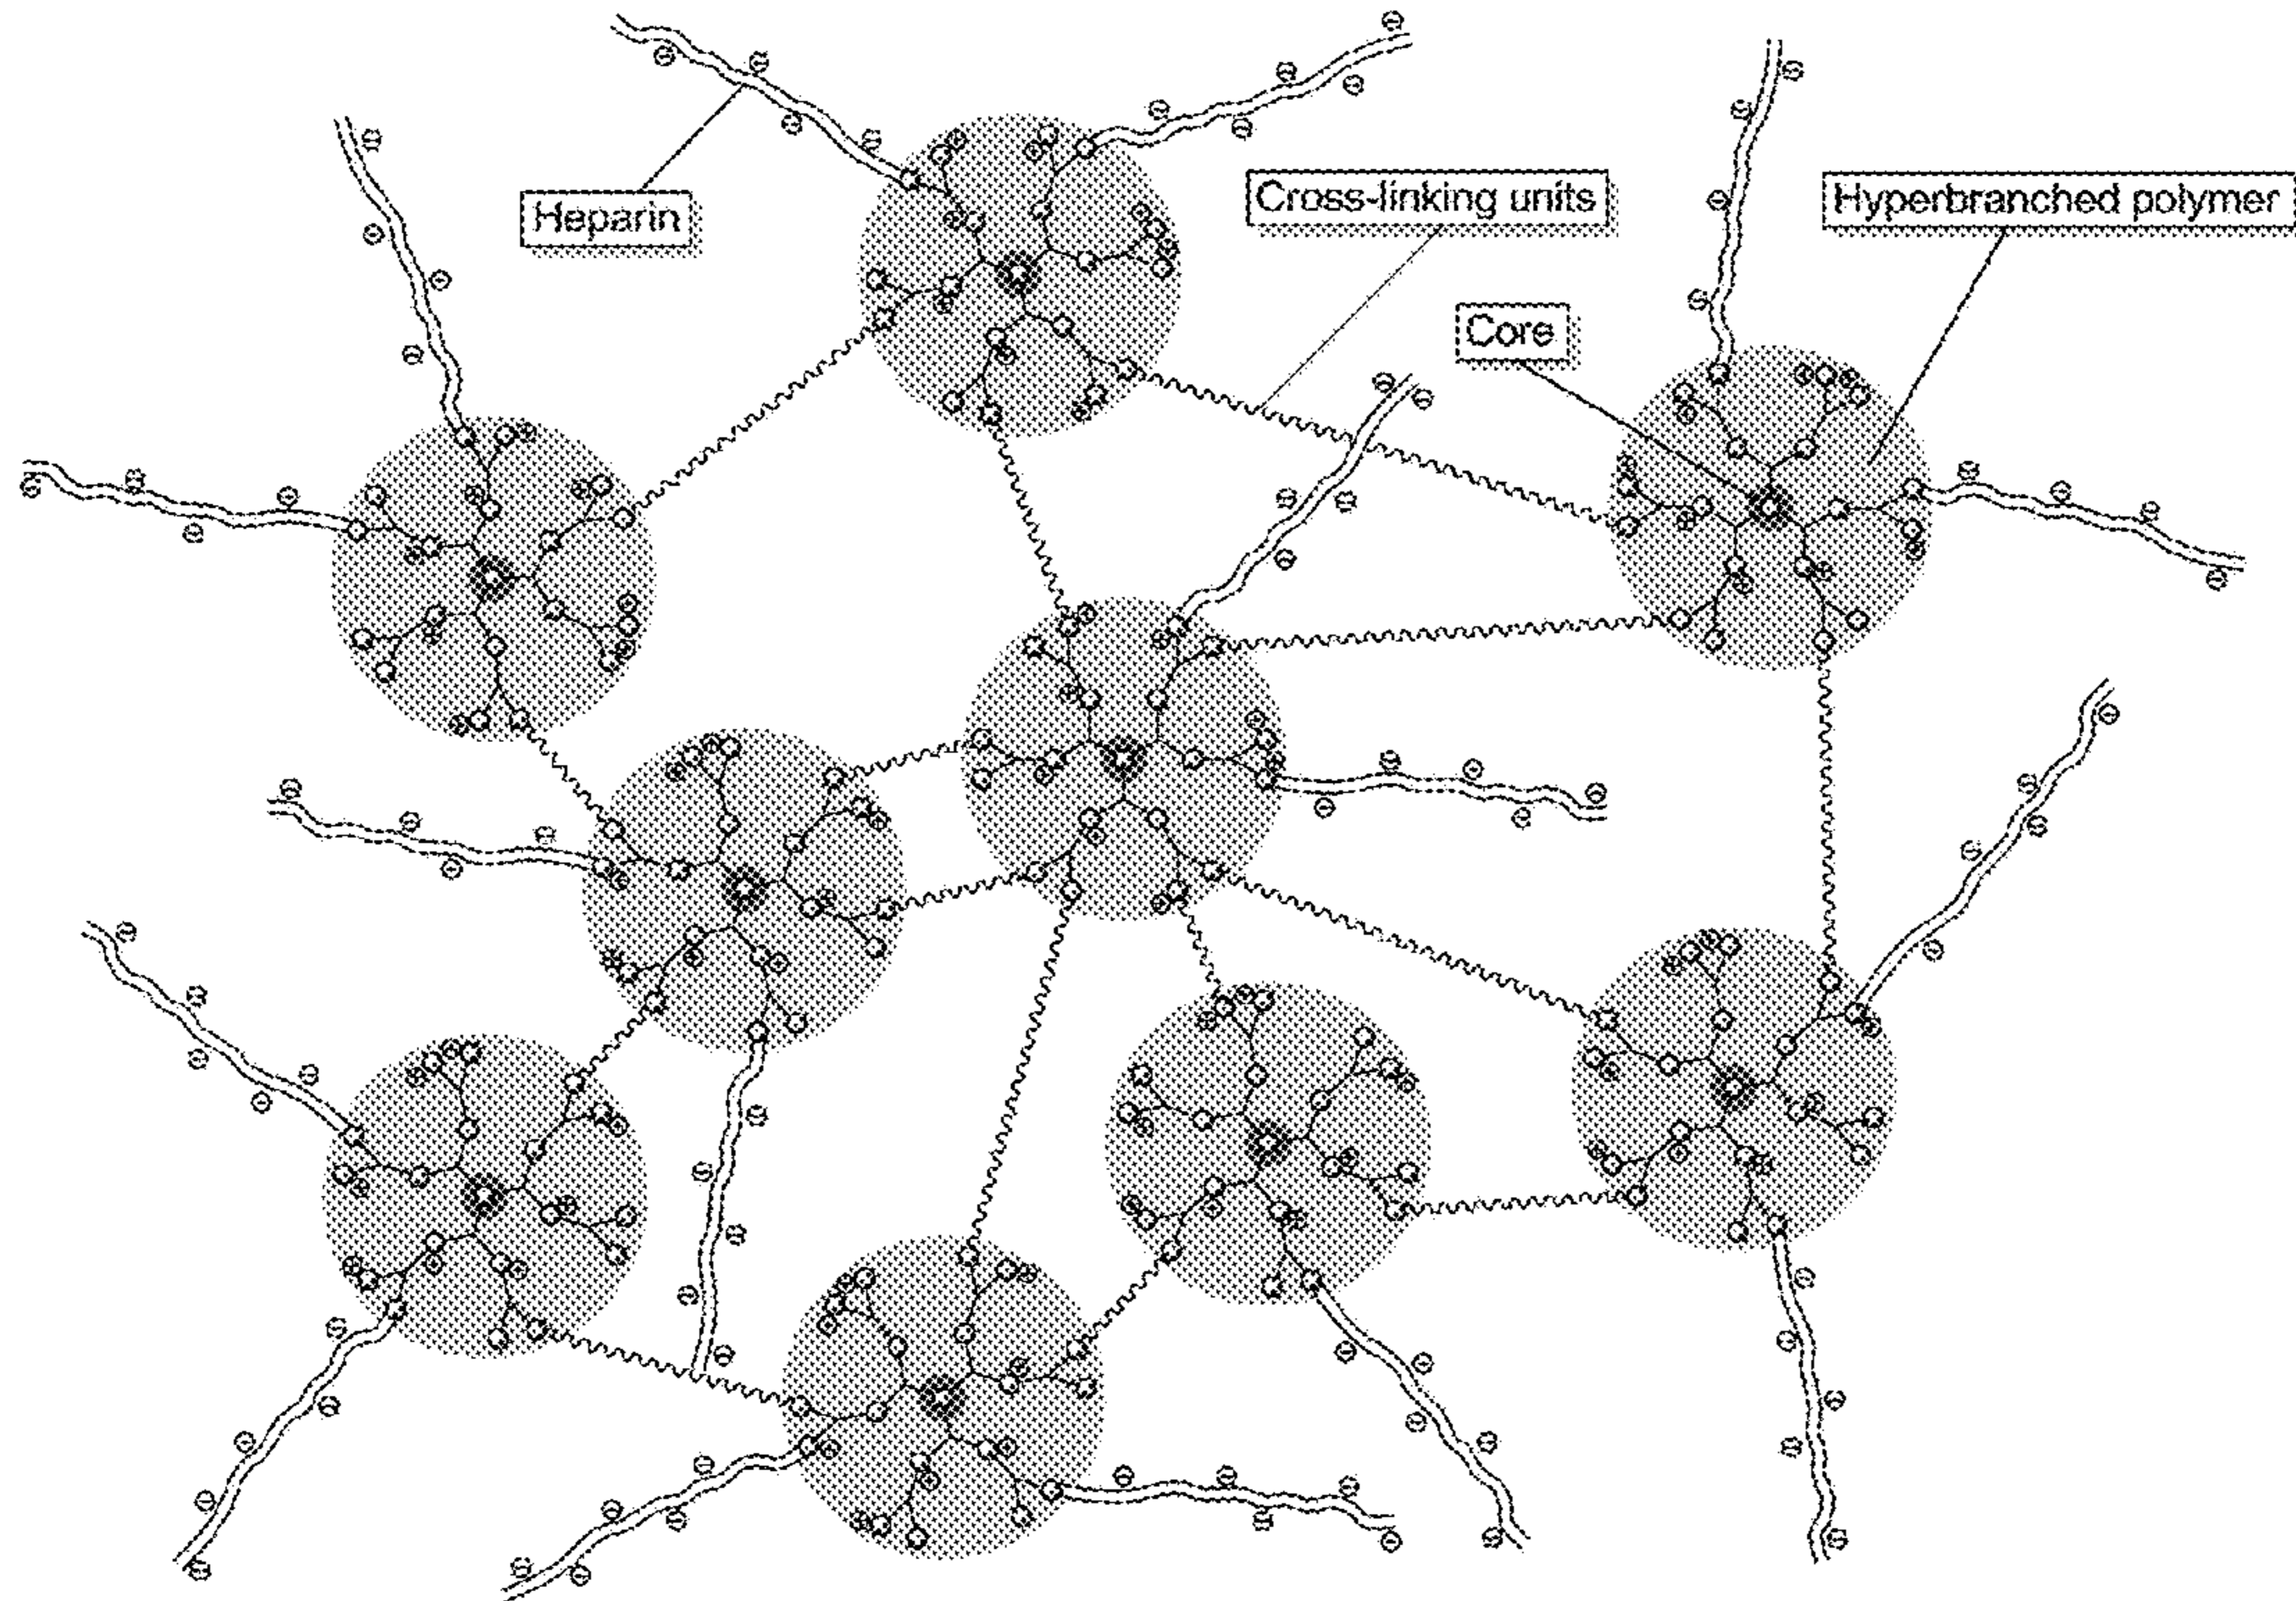 Heparin
Cross-linking units
Hyperbranched polymer
Core